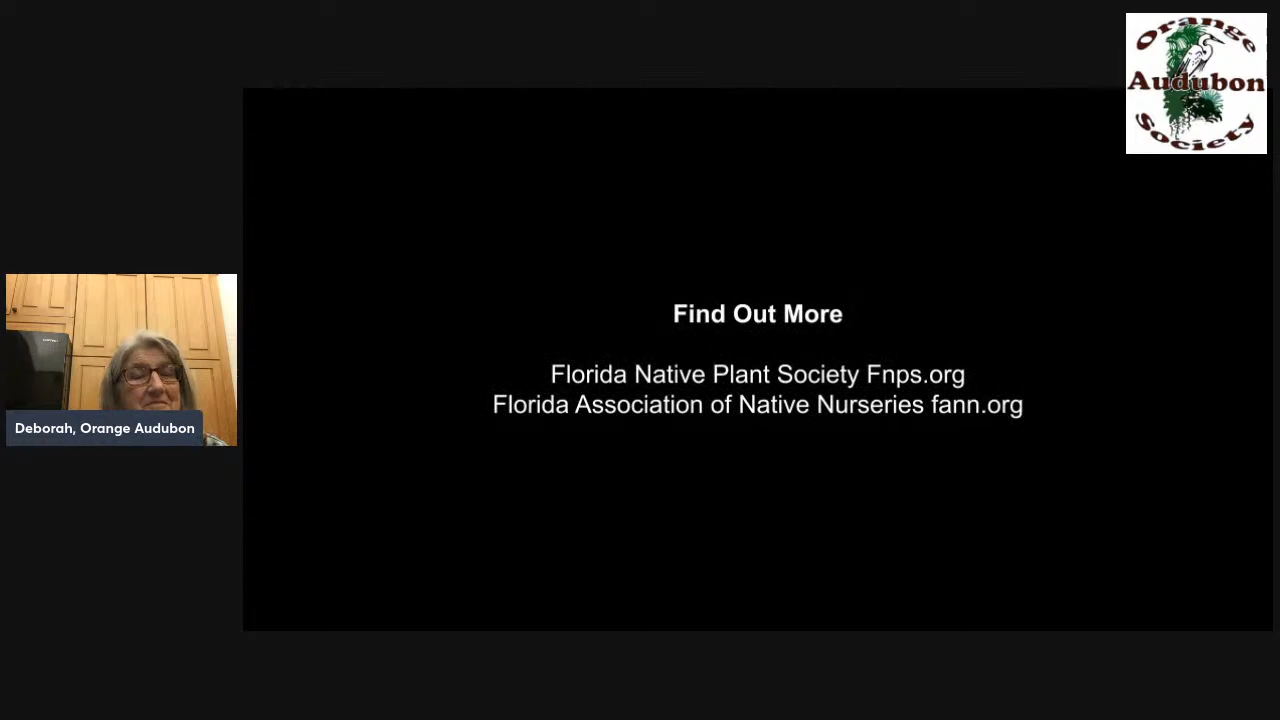 Orange
Audubon
Society
Find Out More
Florida Native Plant Society Fnps.org
Florida Association of Native Nurseries fann.org
Deborah, Orange Audubon